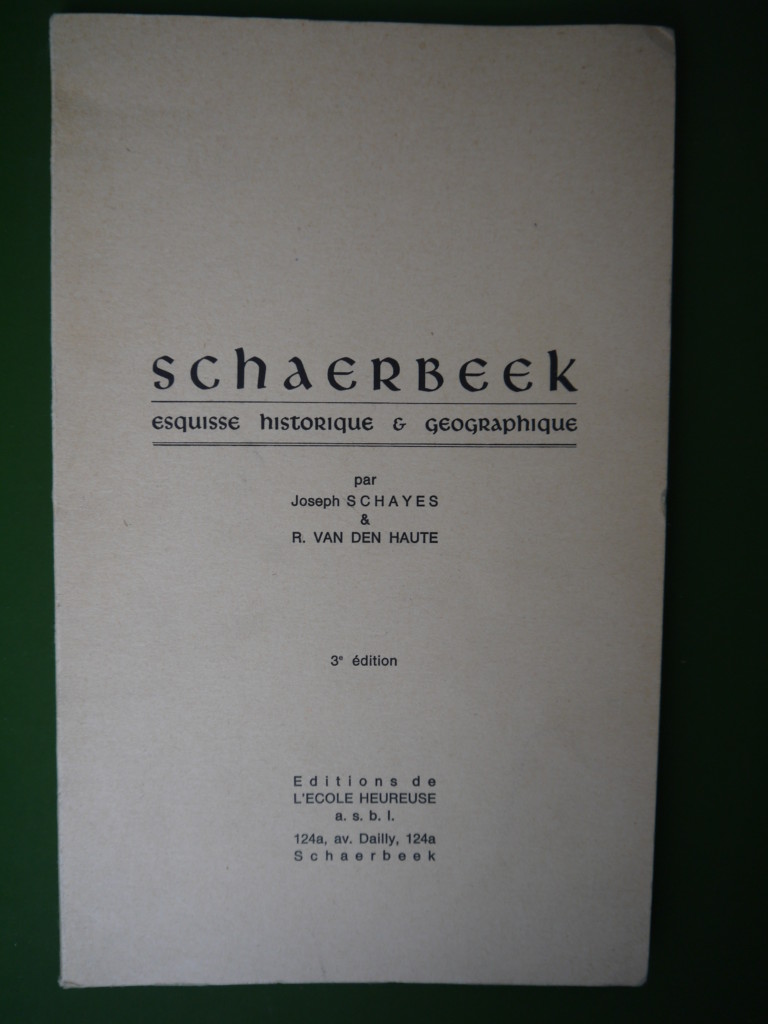 SCHAERBEEK
ESQUISSE HISTORIQUE & GEOGRAPHIQUE
par
Joseph SCHAYES
&
R. VAN DEN HAUTE
3e édition
Editions de
L'ECOLE HEUREUSE
a. s. b. l.
124a, av. Dailly, 124a
Schaerbeek